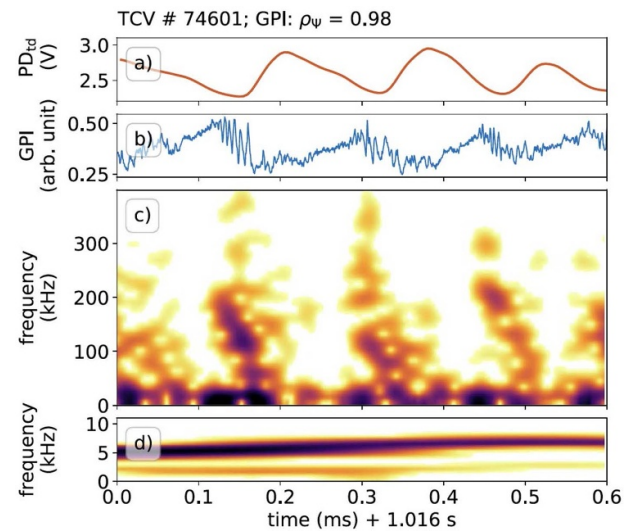 TCV # 74601; GPI: ρΨ = 0.98
PDtd
(V)
3.0
2.5
a)
GPI
(arb. unit)
0.50
0.25
b)
frequency
(kHz)
300
200
100
0
c)
frequency
(kHz)
10
5
0
d)
0.0 0.1 0.2 0.3 0.4 0.5 0.6
time (ms) + 1.016 s